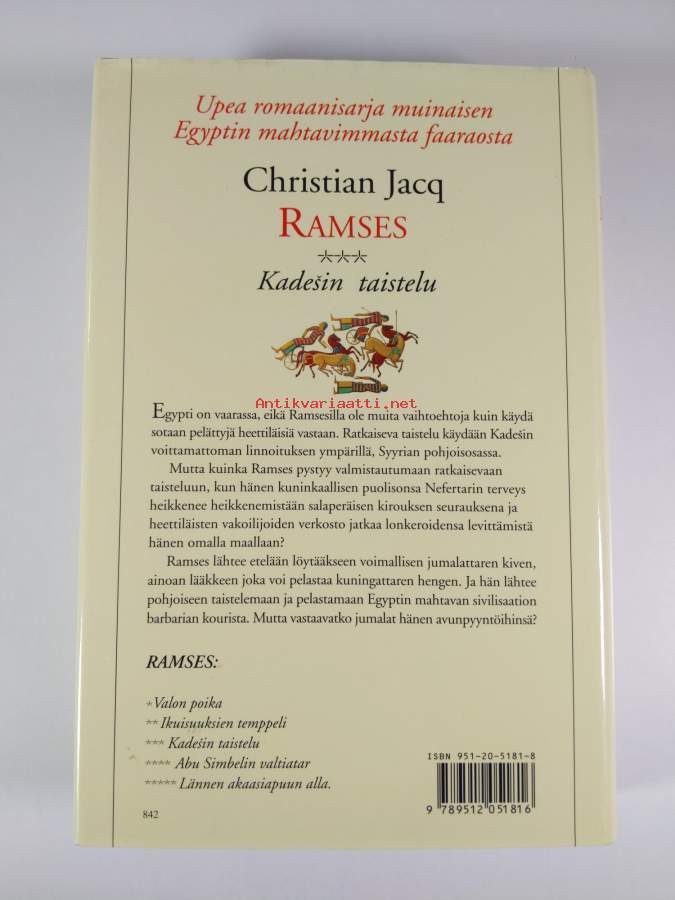 Upea romaanisarja muinaisen
Egyptin mahtavimmasta faaraosta
Christian Jacq
RAMSES
***
Kadešin taistelu
Antikvariaatti.net
Egypti on vaarassa, eikä Ramsesilla ole muita vaihtoehtoja kuin käydä
sotaan pelättyjä heettiläisiä vastaan. Ratkaiseva taistelu käydään Kadešin
voittamattoman linnoituksen ympärillä, Syyrian pohjoisosassa.
Mutta kuinka Ramses pystyy valmistautumaan ratkaisevaan
taisteluun, kun hänen kuninkaallisen puolisonsa Nefertarin terveys
heikkenee heikkenemistään salaperäisen kirouksen seurauksena ja
heettiläisten vakoilijoiden verkosto jatkaa lonkeroidensa levittämistä
hänen omalla maallaan?
Ramses lähtee etelään löytääkseen voimallisen jumalattaren kiven,
ainoan lääkkeen joka voi pelastaa kuningattaren hengen. Ja hän lähtee
pohjoiseen taistelemaan ja pelastamaan Egyptin mahtavan sivilisaation
barbarian kourista. Mutta vastaavatko jumalat hänen avunpyyntöihinsä?
RAMSES:
*Valon poika
**Ikuisuuksien temppeli
*** Kadešin taistelu
**** Abu Simbelin valtiatar
***** Lännen akaasiapuun alla.
842
ISBN 951-20-5181-8
9 789512 051816